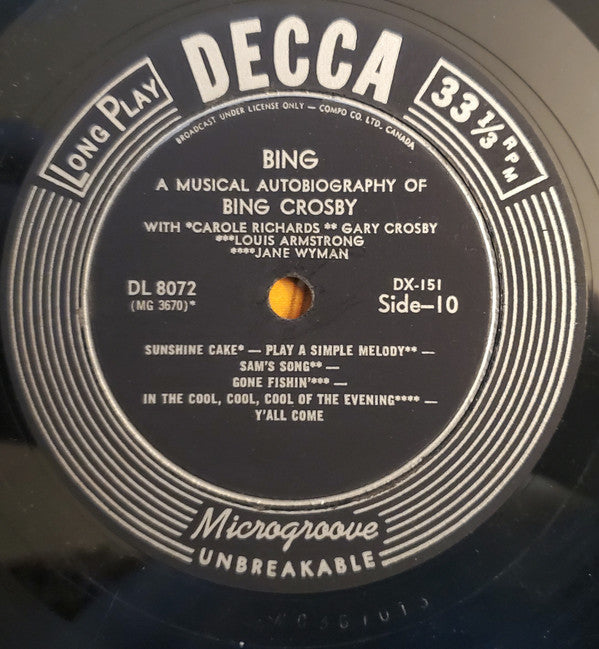 DECCA
LONG PLAY
33 1/3 RPM
BROADCAST UNDER LICENSE ONLY — COMPO CO. LTD. CANADA
BING
A MUSICAL AUTOBIOGRAPHY OF
BING CROSBY
WITH *CAROLE RICHARDS ** GARY CROSBY
***LOUIS ARMSTRONG
****JANE WYMAN
DL 8072
(MG 3670)*
DX-151
Side-10
SUNSHINE CAKE* — PLAY A SIMPLE MELODY** —
SAM'S SONG** —
GONE FISHIN'*** —
IN THE COOL, COOL, COOL OF THE EVENING**** —
Y'ALL COME
Microgroove
UNBREAKABLE